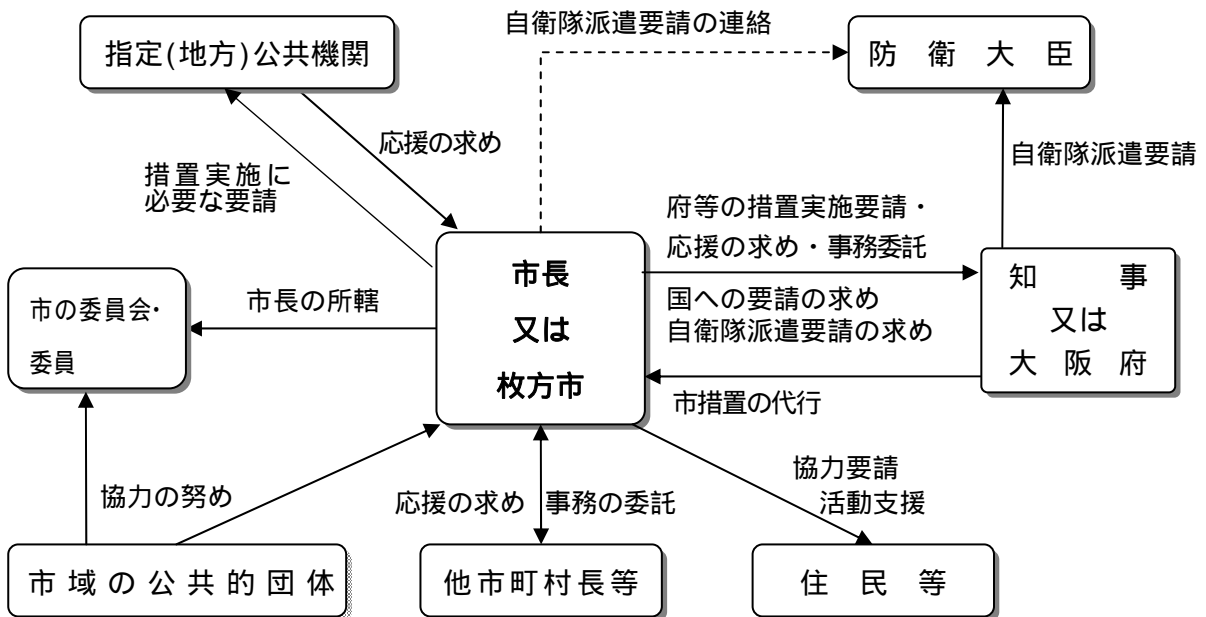 自衛隊派遣要請の連絡
指定(地方)公共機関
防衛大臣
応援の求め
自衛隊派遣要請
措置実施に
必要な要請
府等の措置実施要請・
応援の求め・事務委託
市長
又は
枚方市
知事
又は
大阪府
国への要請の求め
自衛隊派遣要請の求め
市の委員会・
委員
市長の所轄
市措置の代行
協力の努め
応援の求め
事務の委託
協力要請
活動支援
市域の公共的団体
他市町村長等
住民等